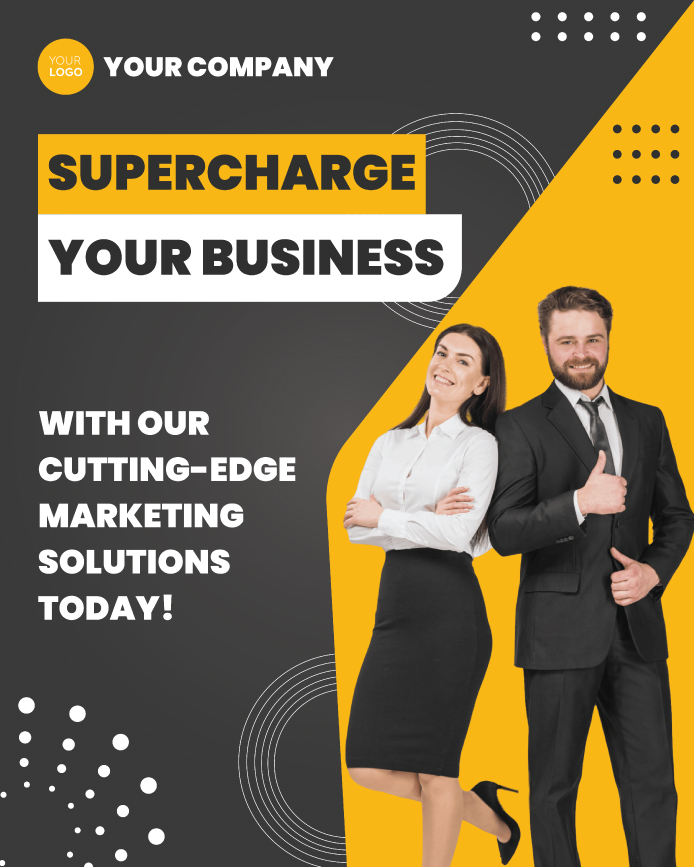 YOUR
LOGO
YOUR COMPANY
SUPERCHARGE
YOUR BUSINESS
WITH OUR
CUTTING-EDGE
MARKETING
SOLUTIONS
TODAY!